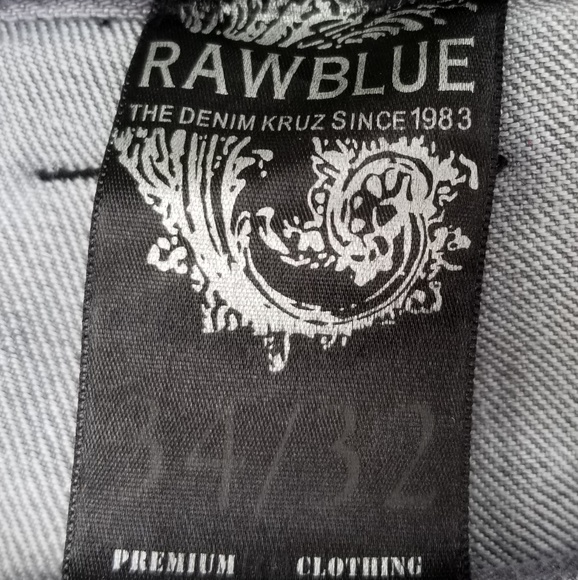 RAWBLUE
THE DENIM KRUZ SINCE 1983
34/32
PREMIUM CLOTHING